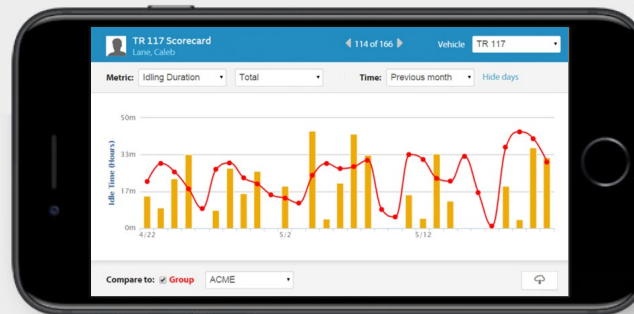 TR 117 Scorecard
Lane, Caleb
114 of 166
Vehicle TR 117
Metric: Idling Duration Total Time: Previous month Hide days
Idle Time (Hours)
50m
33m
17m
0m
4/22 5/2 5/12
Compare to: Group ACME